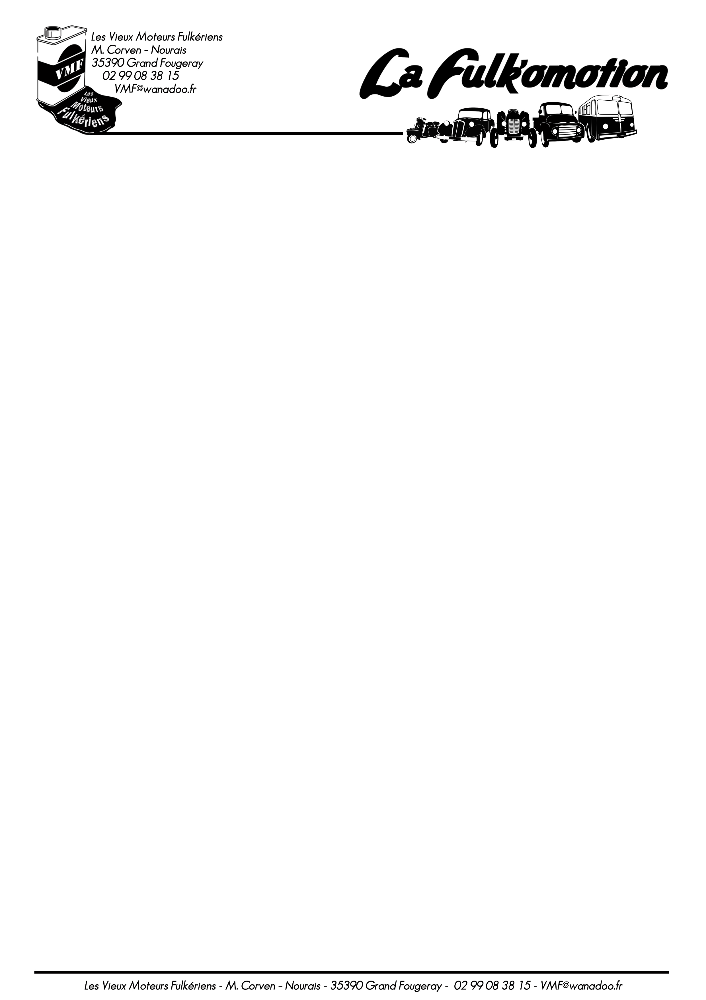 Les Vieux Moteurs Fulkériens
M. Corven - Nourais
35390 Grand Fougeray
02 99 08 38 15
VMF@wanadoo.fr
VMF
Les
Vieux
Moteurs
Fulkériens
La Fulk'omotion
Les Vieux Moteurs Fulkériens - M. Corven - Nourais - 35390 Grand Fougeray - 02 99 08 38 15 - VMF@wanadoo.fr